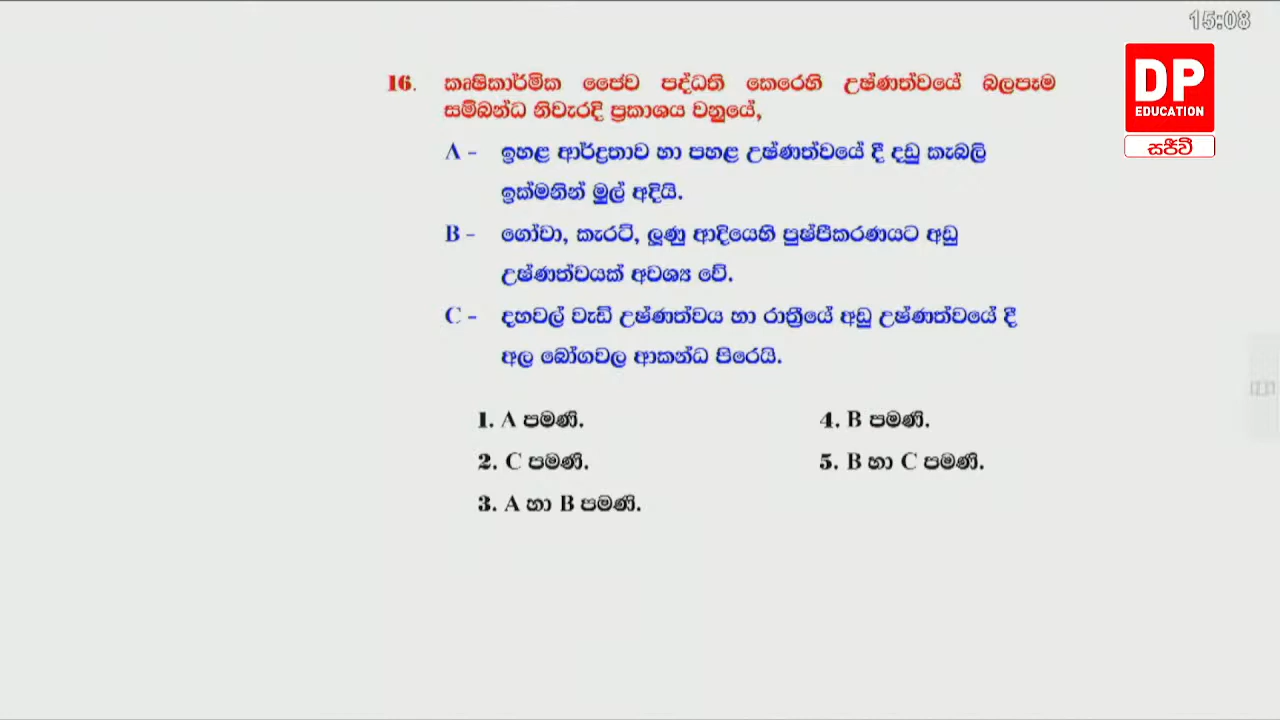 15:08
DP
EDUCATION
සජීවී
16. කෘෂිකාර්මික ජෛව පද්ධති කෙරෙහි උෂ්ණත්වයේ බලපෑම
සම්බන්ධ නිවැරදි ප්‍රකාශය වනුයේ,
A - ඉහළ ආර්ද්‍රතාව හා පහළ උෂ්ණත්වයේ දී දඬු කැබලි
ඉක්මනින් මුල් අදියි.
B - ගෝවා, කැරට්, ලූණු ආදියෙහි පුෂ්පීකරණයට අඩු
උෂ්ණත්වයක් අවශ්‍ය වේ.
C - දහවල් වැඩි උෂ්ණත්වය හා රාත්‍රීයේ අඩු උෂ්ණත්වයේ දී
අල බෝගවල ආකන්ධ පිරෙයි.
1. A පමණි.
4. B පමණි.
2. C පමණි.
5. B හා C පමණි.
3. A හා B පමණි.